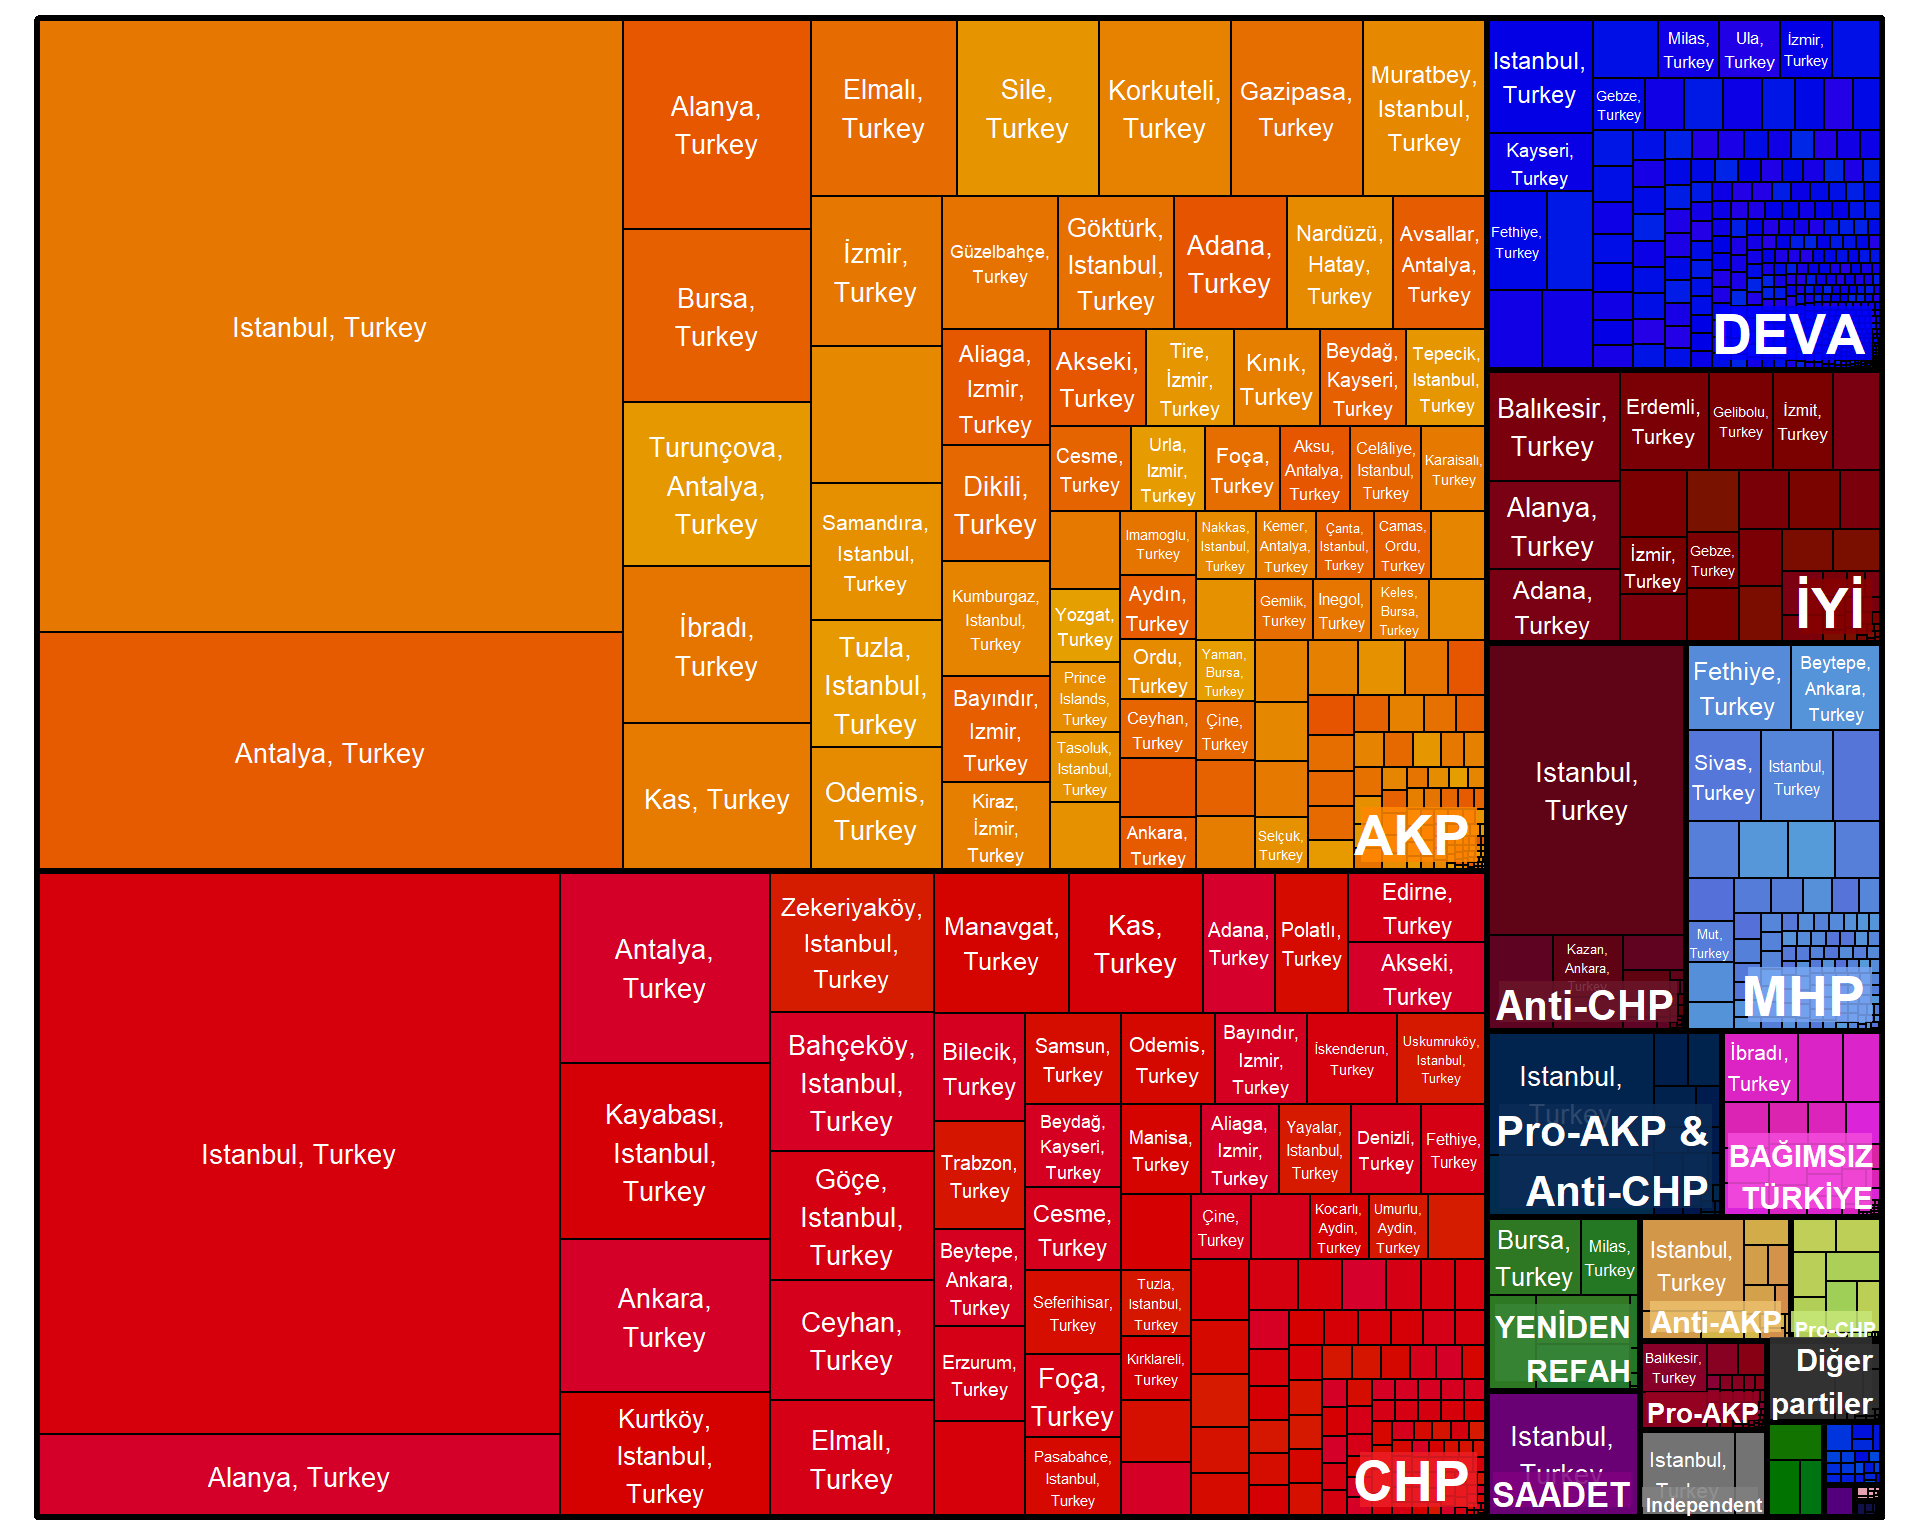 Istanbul, Turkey
Antalya, Turkey
Alanya,
Turkey
Bursa,
Turkey
Turunçova,
Antalya,
Turkey
İbradı,
Turkey
Kas, Turkey
Elmalı,
Turkey
Sile,
Turkey
Korkuteli,
Turkey
Gazipasa,
Turkey
Muratbey,
Istanbul,
Turkey
İzmir,
Turkey
Samandıra,
Istanbul,
Turkey
Tuzla,
Istanbul,
Turkey
Odemis,
Turkey
Güzelbahçe,
Turkey
Göktürk,
Istanbul,
Turkey
Adana,
Turkey
Nardüzü,
Hatay,
Turkey
Avsallar,
Antalya,
Turkey
Aliaga,
Izmir,
Turkey
Dikili,
Turkey
Kumburgaz,
Istanbul,
Turkey
Bayındır,
Izmir,
Turkey
Kiraz,
İzmir,
Turkey
Akseki,
Turkey
Tire,
İzmir,
Turkey
Kınık,
Turkey
Beydağ,
Kayseri,
Turkey
Tepecik,
Istanbul,
Turkey
Cesme,
Turkey
Urla,
Izmir,
Turkey
Foça,
Turkey
Aksu,
Antalya,
Turkey
Celâliye,
Istanbul,
Turkey
Karaisalı,
Turkey
Yozgat,
Turkey
Prince
Islands,
Turkey
Tasoluk,
Istanbul,
Turkey
Imamoglu,
Turkey
Aydın,
Turkey
Ordu,
Turkey
Ceyhan,
Turkey
Ankara,
Turkey
Nakkas,
Istanbul,
Turkey
Kemer,
Antalya,
Turkey
Çanta,
Istanbul,
Turkey
Camas,
Ordu,
Turkey
Gemlik,
Turkey
Inegol,
Turkey
Keles,
Bursa,
Turkey
Yaman,
Bursa,
Turkey
Çine,
Turkey
Selçuk,
Turkey
AKP
Istanbul, Turkey
Alanya, Turkey
Antalya,
Turkey
Kayabası,
Istanbul,
Turkey
Ankara,
Turkey
Kurtköy,
Istanbul,
Turkey
Zekeriyaköy,
Istanbul,
Turkey
Bahçeköy,
Istanbul,
Turkey
Göçe,
Istanbul,
Turkey
Ceyhan,
Turkey
Elmalı,
Turkey
Manavgat,
Turkey
Kas,
Turkey
Adana,
Turkey
Polatlı,
Turkey
Edirne,
Turkey
Akseki,
Turkey
Bilecik,
Turkey
Trabzon,
Turkey
Beytepe,
Ankara,
Turkey
Erzurum,
Turkey
Samsun,
Turkey
Odemis,
Turkey
Bayındır,
Izmir,
Turkey
İskenderun,
Turkey
Uskumruköy,
Istanbul,
Turkey
Beydağ,
Kayseri,
Turkey
Manisa,
Turkey
Aliaga,
Izmir,
Turkey
Yayalar,
Istanbul,
Turkey
Denizli,
Turkey
Fethiye,
Turkey
Cesme,
Turkey
Seferihisar,
Turkey
Foça,
Turkey
Pasabahce,
Istanbul,
Turkey
Tuzla,
Istanbul,
Turkey
Kırklareli,
Turkey
Çine,
Turkey
Kocarlı,
Aydin,
Turkey
Umurlu,
Aydin,
Turkey
CHP
Istanbul,
Turkey
Kayseri,
Turkey
Fethiye,
Turkey
Milas,
Turkey
Ula,
Turkey
İzmir,
Turkey
Gebze,
Turkey
DEVA
Balıkesir,
Turkey
Alanya,
Turkey
Adana,
Turkey
Erdemli,
Turkey
Gelibolu,
Turkey
İzmit,
Turkey
İzmir,
Turkey
Gebze,
Turkey
İYİ
Istanbul,
Turkey
Kazan,
Ankara,
Turkey
Anti-CHP
Fethiye,
Turkey
Beytepe,
Ankara,
Turkey
Sivas,
Turkey
Istanbul,
Turkey
Mut,
Turkey
MHP
Istanbul,
Turkey
Pro-AKP &
Anti-CHP
İbradı,
Turkey
BAĞIMSIZ
TÜRKİYE
Bursa,
Turkey
Milas,
Turkey
YENİDEN
REFAH
Istanbul,
Turkey
Anti-AKP
Pro-CHP
Balıkesir,
Turkey
Pro-AKP
Diğer
partiler
Istanbul,
Turkey
SAADET
Istanbul,
Turkey
Independent